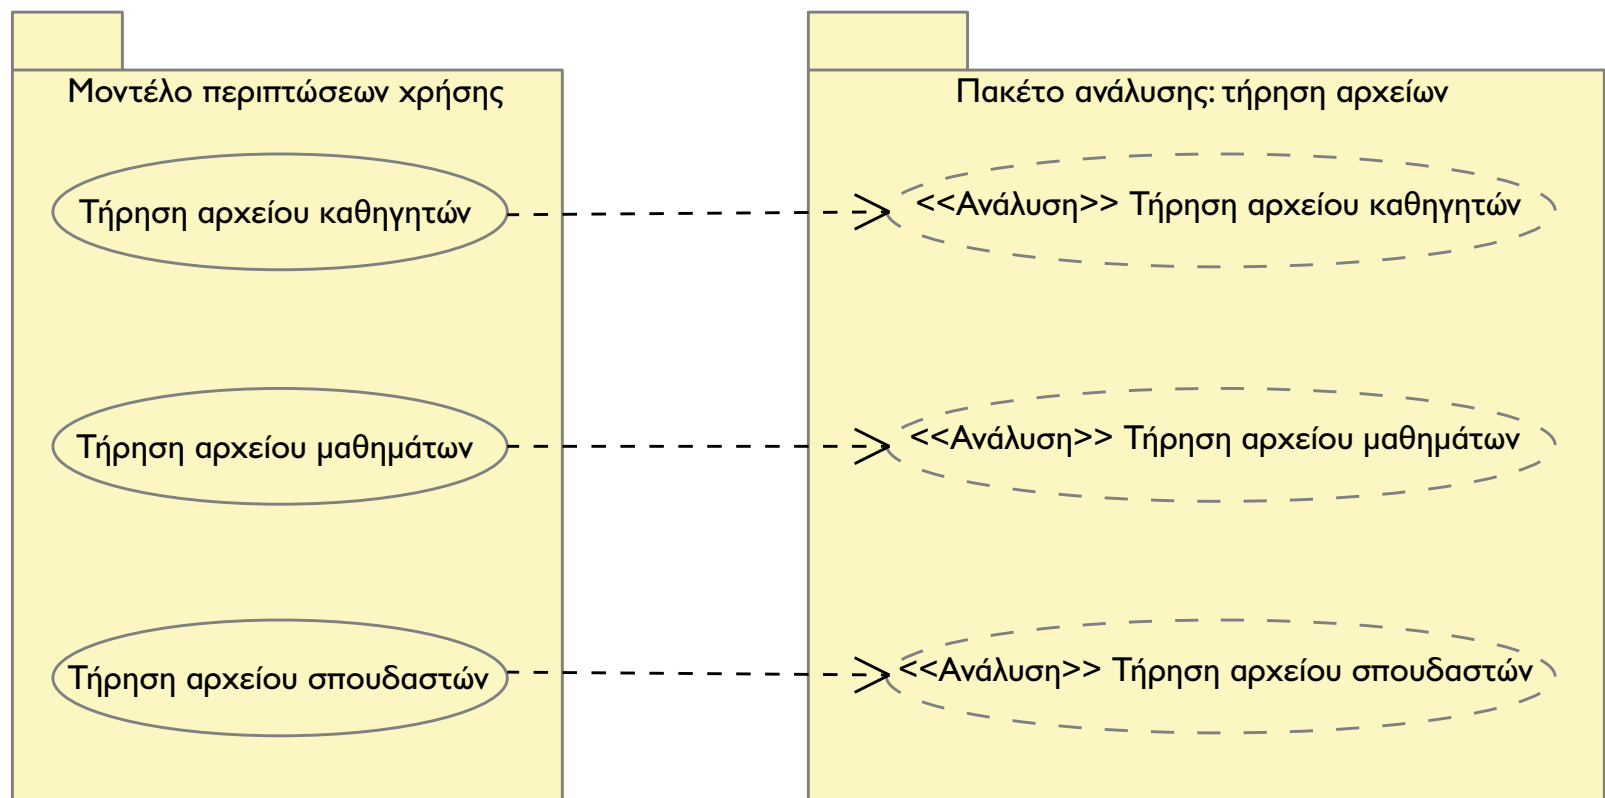 Μοντέλο περιπτώσεων χρήσης
Πακέτο ανάλυσης: τήρηση αρχείων
Τήρηση αρχείου καθηγητών
<<Ανάλυση>> Τήρηση αρχείου καθηγητών
Τήρηση αρχείου μαθημάτων
<<Ανάλυση>> Τήρηση αρχείου μαθημάτων
Τήρηση αρχείου σπουδαστών
<<Ανάλυση>> Τήρηση αρχείου σπουδαστών